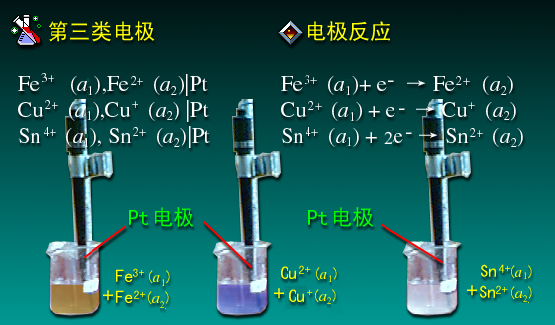 第三类电极
电极反应
Fe³⁺ (a₁),Fe²⁺ (a₂)|Pt
Fe³⁺ (a₁)+ e⁻ → Fe²⁺ (a₂)
Cu²⁺ (a₁),Cu⁺ (a₂) |Pt
Cu²⁺ (a₁) + e⁻ → Cu⁺ (a₂)
Sn⁴⁺ (a₁), Sn²⁺ (a₂)|Pt
Sn⁴⁺ (a₁) + 2e⁻ → Sn²⁺ (a₂)
Pt 电极
Pt 电极
Fe³⁺(a₁)
+Fe²⁺(a₂)
Cu²⁺(a₁)
+Cu⁺(a₂)
Sn⁴⁺(a₁)
+Sn²⁺(a₂)